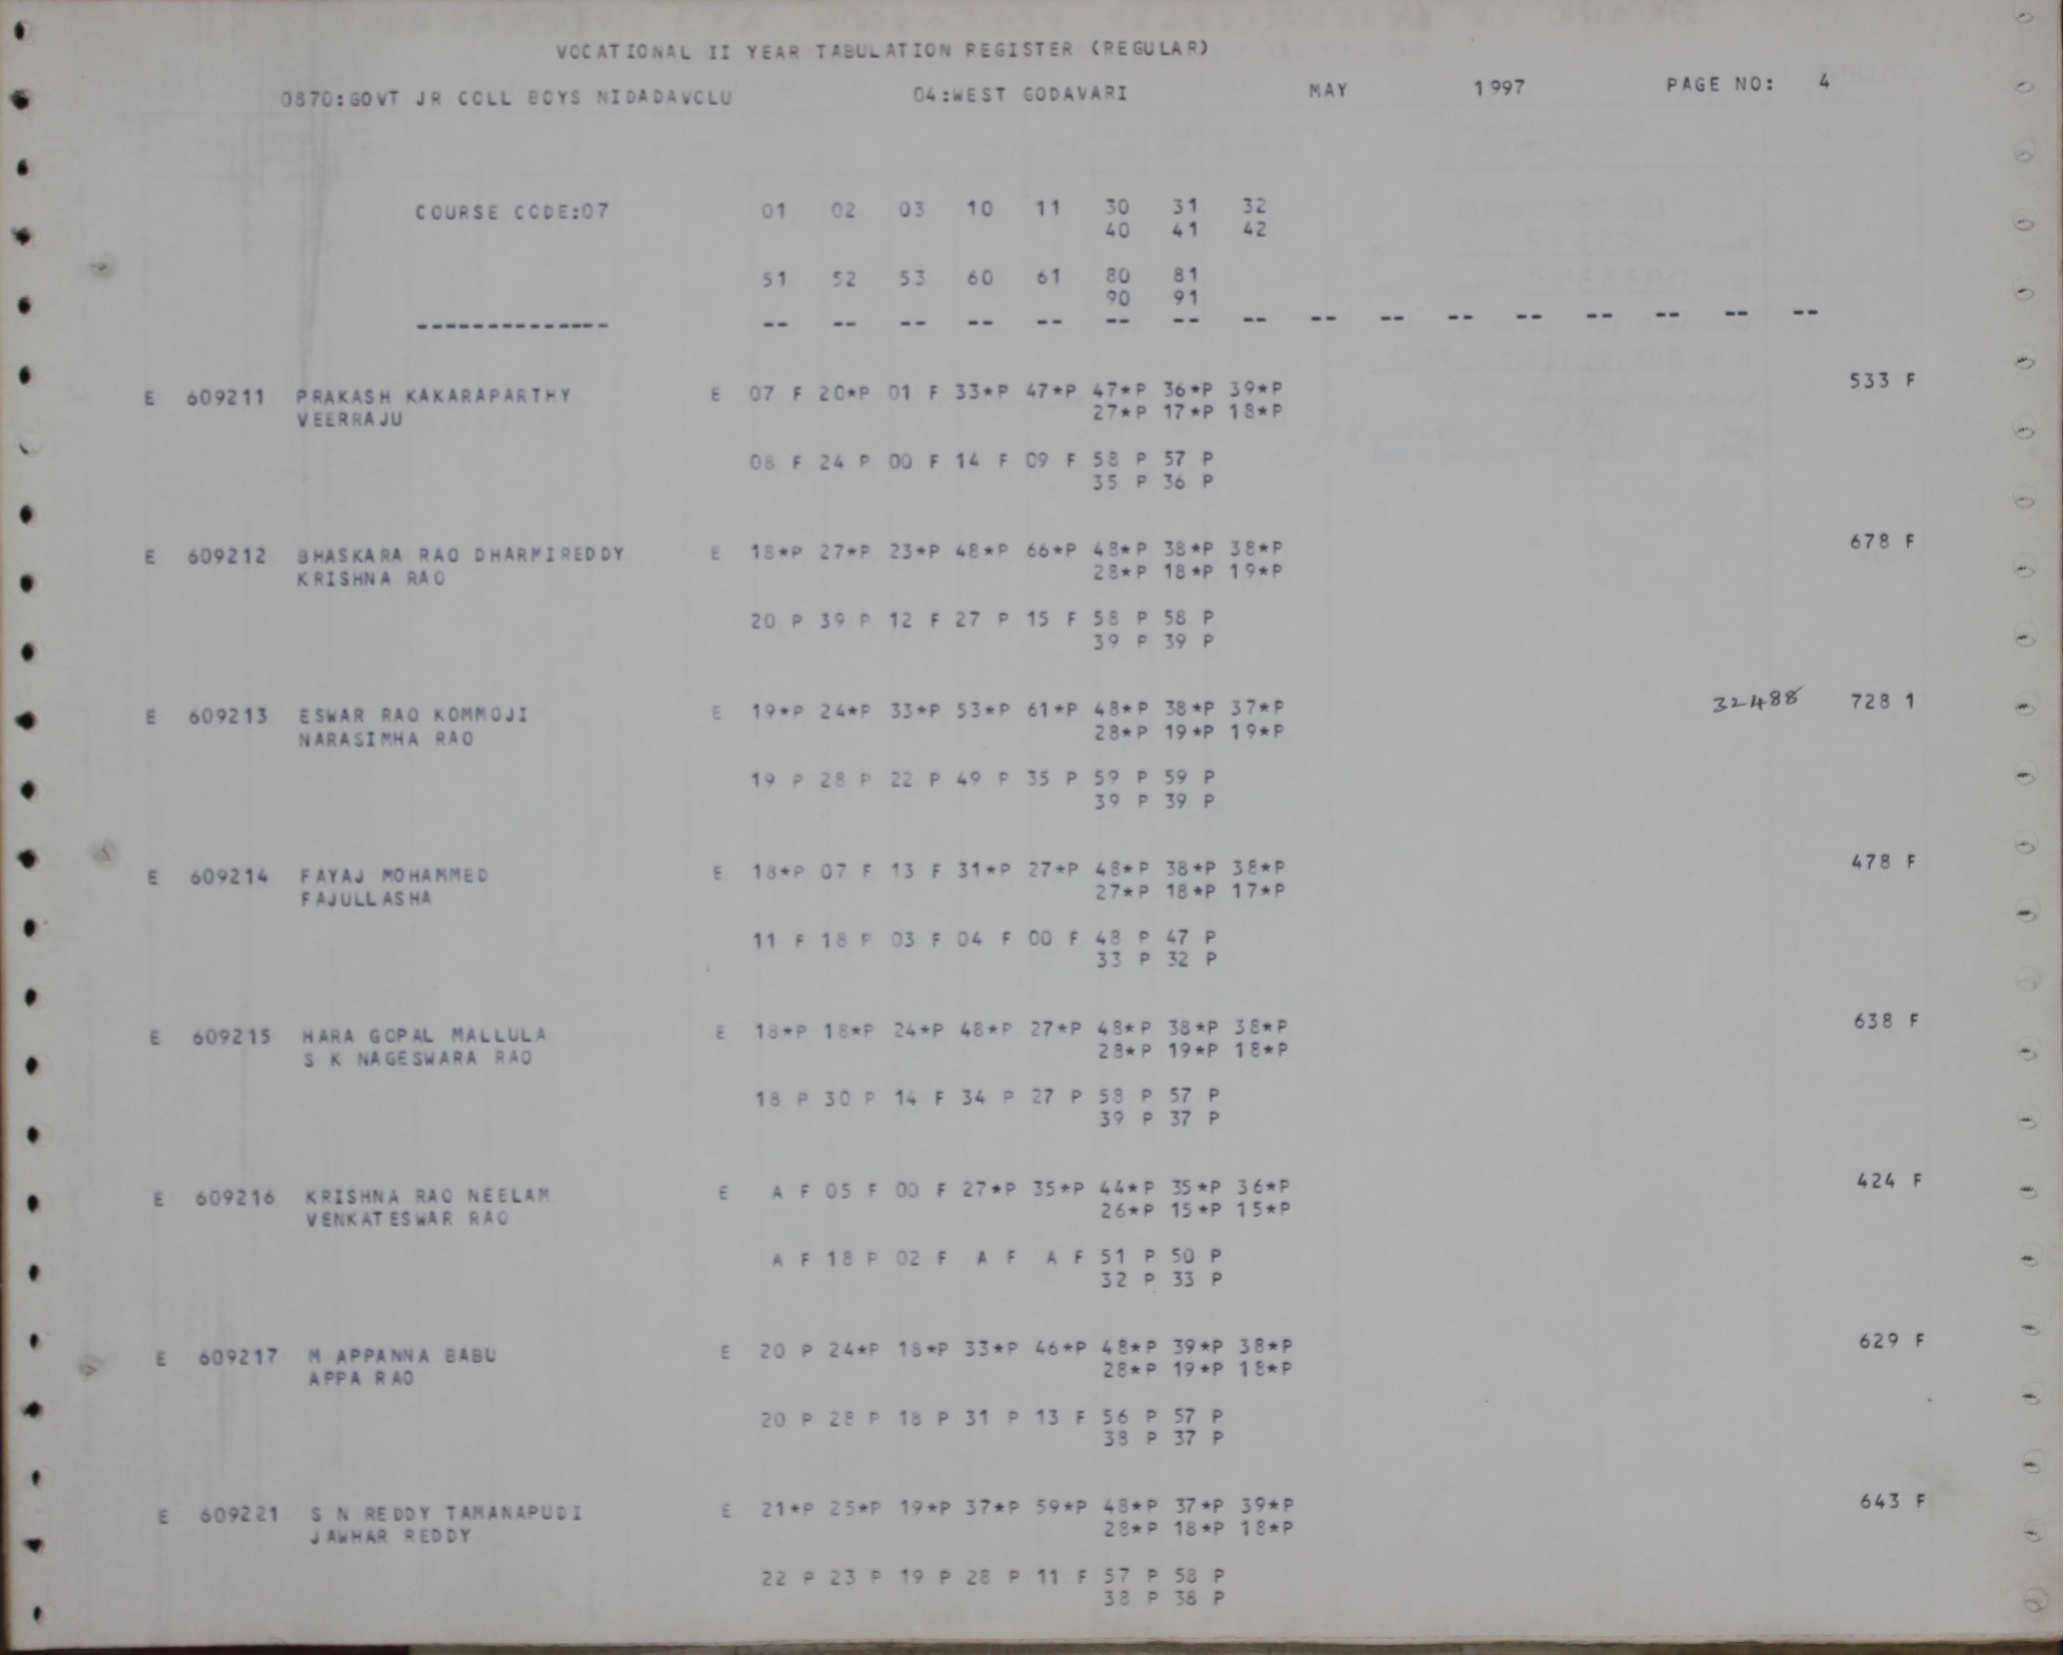 VOCATIONAL II YEAR TABULATION REGISTER (REGULAR)
0870:GOVT JR COLL BOYS NIDADAVOLU 04:WEST GODAVARI MAY 1997 PAGE NO: 4
COURSE CODE:07 01 02 03 10 11 30 31 32
40 41 42
51 52 53 60 61 80 81
90 91
-------------- -- -- -- -- -- -- -- -- -- -- -- -- -- -- -- --
E 609211 PRAKASH KAKARAPARTHY E 07 F 20*P 01 F 33*P 47*P 47*P 36*P 39*P 533 F
VEERRAJU 27*P 17*P 18*P
08 F 24 P 00 F 14 F 09 F 58 P 57 P
35 P 36 P
E 609212 BHASKARA RAO DHARMIREDDY E 18*P 27*P 23*P 48*P 66*P 48*P 38*P 38*P 678 F
KRISHNA RAO 28*P 18*P 19*P
20 P 39 P 12 F 27 P 15 F 58 P 58 P
39 P 39 P
E 609213 ESWAR RAO KOMMOJI E 19*P 24*P 33*P 53*P 61*P 48*P 38*P 37*P 32488 728 1
NARASIMHA RAO 28*P 19*P 19*P
19 P 28 P 22 P 49 P 35 P 59 P 59 P
39 P 39 P
E 609214 FAYAJ MOHAMMED E 18*P 07 F 13 F 31*P 27*P 48*P 38*P 38*P 478 F
FAJULLASHA 27*P 18*P 17*P
11 F 18 P 03 F 04 F 00 F 48 P 47 P
33 P 32 P
E 609215 HARA GOPAL MALLULA E 18*P 18*P 24*P 48*P 27*P 48*P 38*P 38*P 638 F
S K NAGESWARA RAO 28*P 19*P 18*P
18 P 30 P 14 F 34 P 27 P 58 P 57 P
39 P 37 P
E 609216 KRISHNA RAO NEELAM E A F 05 F 00 F 27*P 35*P 44*P 35*P 36*P 424 F
VENKATESWAR RAO 26*P 15*P 15*P
A F 18 P 02 F A F A F 51 P 50 P
32 P 33 P
E 609217 M APPANNA BABU E 20 P 24*P 18*P 33*P 46*P 48*P 39*P 38*P 629 F
APPA RAO 28*P 19*P 18*P
20 P 28 P 18 P 31 P 13 F 56 P 57 P
38 P 37 P
E 609221 S N REDDY TAMANAPUDI E 21*P 25*P 19*P 37*P 59*P 48*P 37*P 39*P 643 F
JAWHAR REDDY 28*P 18*P 18*P
22 P 23 P 19 P 28 P 11 F 57 P 58 P
38 P 38 P